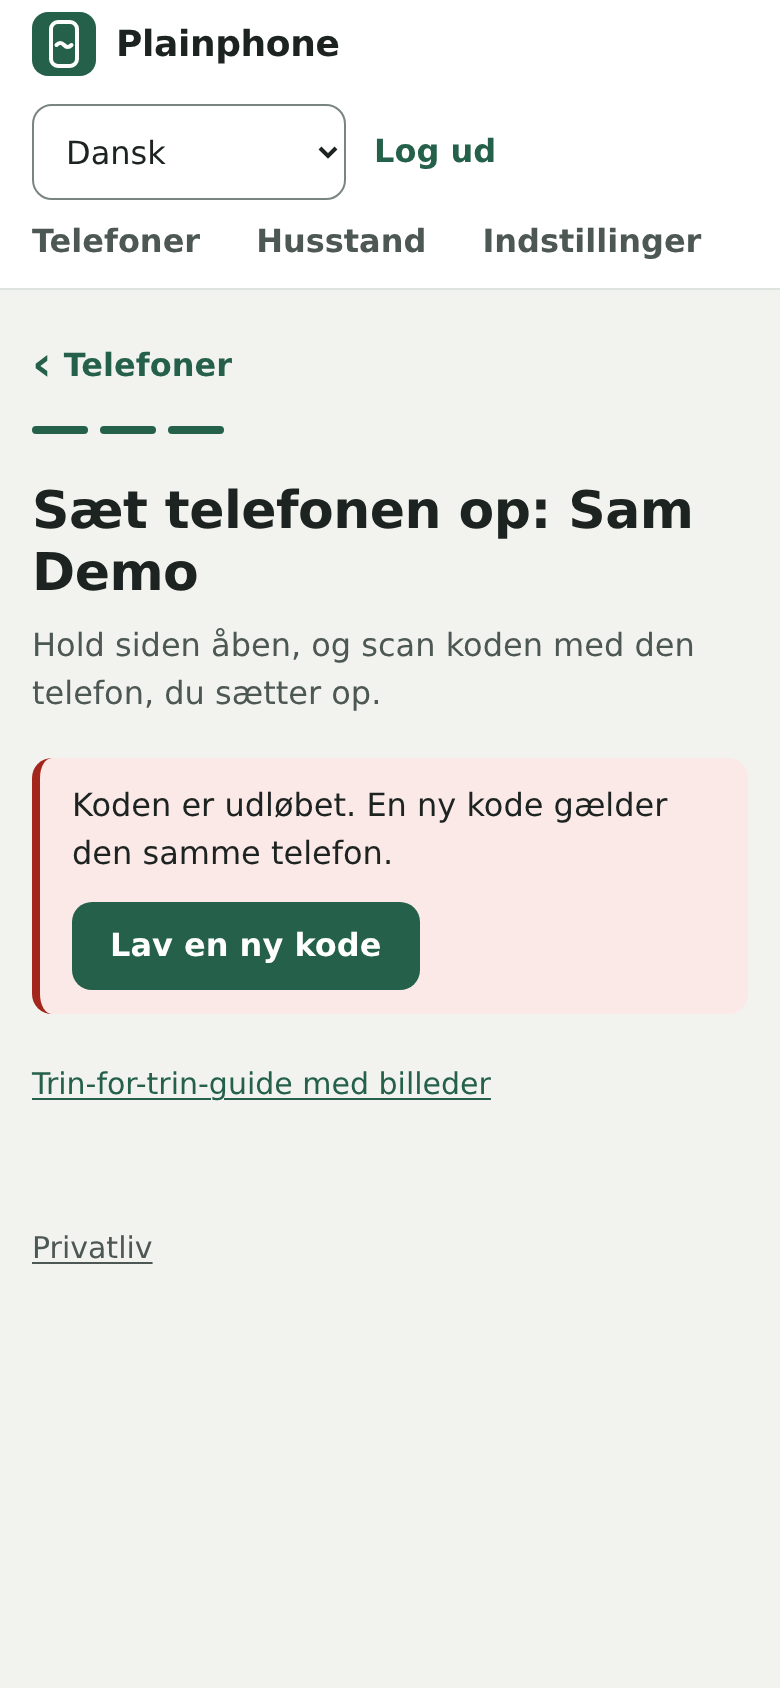 Plainphone
Dansk
Log ud
Telefoner Husstand Indstillinger
‹ Telefoner
Sæt telefonen op: Sam
Demo
Hold siden åben, og scan koden med den
telefon, du sætter op.
Koden er udløbet. En ny kode gælder
den samme telefon.
Lav en ny kode
Trin-for-trin-guide med billeder
Privatliv